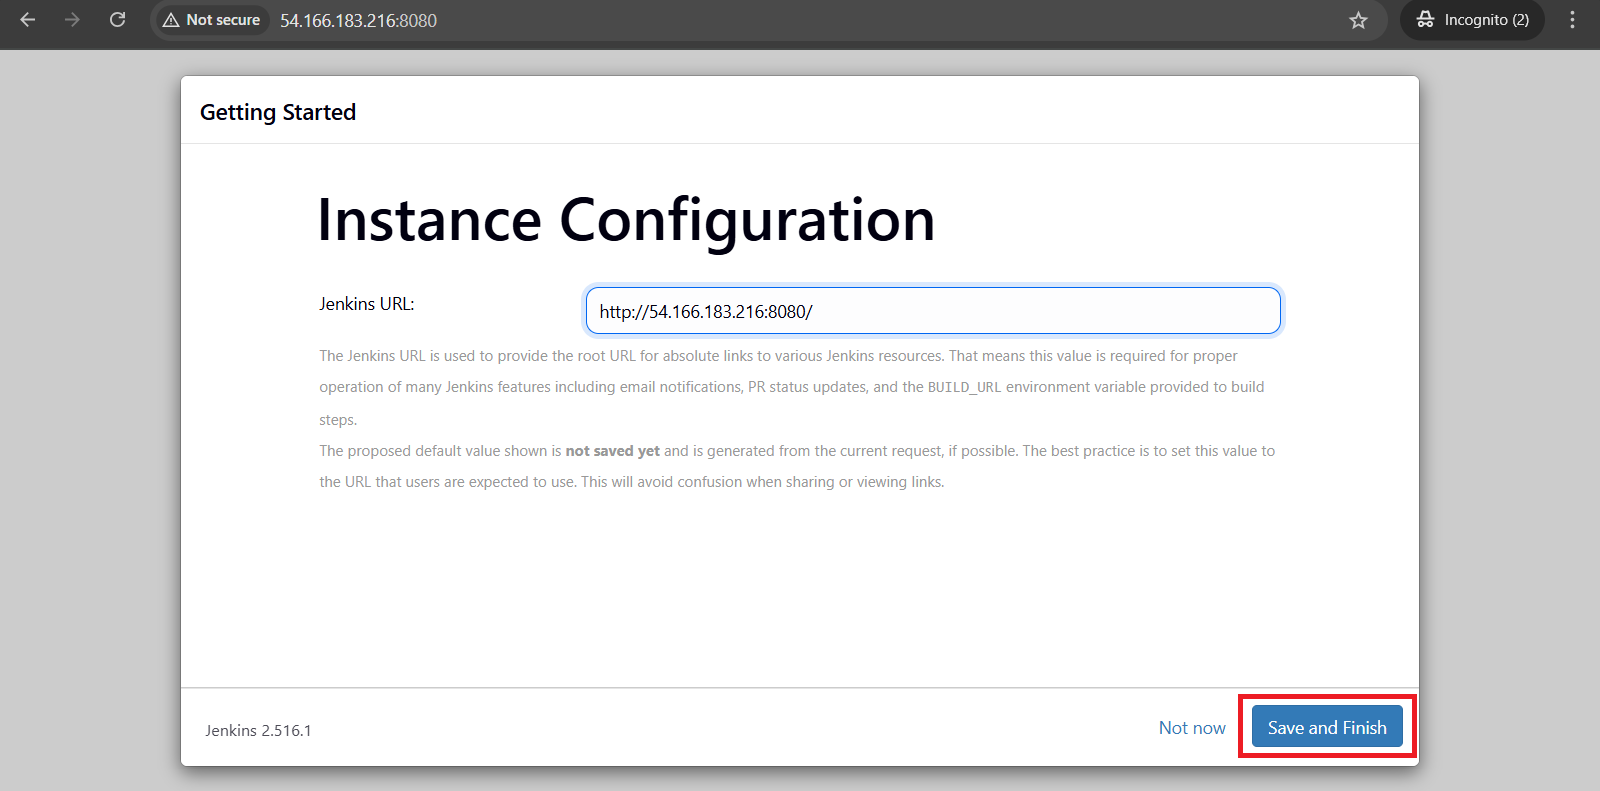 Not secure
54.166.183.216:8080
Incognito (2)
Getting Started
Instance Configuration
Jenkins URL:
http://54.166.183.216:8080/
The Jenkins URL is used to provide the root URL for absolute links to various Jenkins resources. That means this value is required for proper
operation of many Jenkins features including email notifications, PR status updates, and the BUILD_URL environment variable provided to build
steps.
The proposed default value shown is not saved yet and is generated from the current request, if possible. The best practice is to set this value to
the URL that users are expected to use. This will avoid confusion when sharing or viewing links.
Jenkins 2.516.1
Not now
Save and Finish